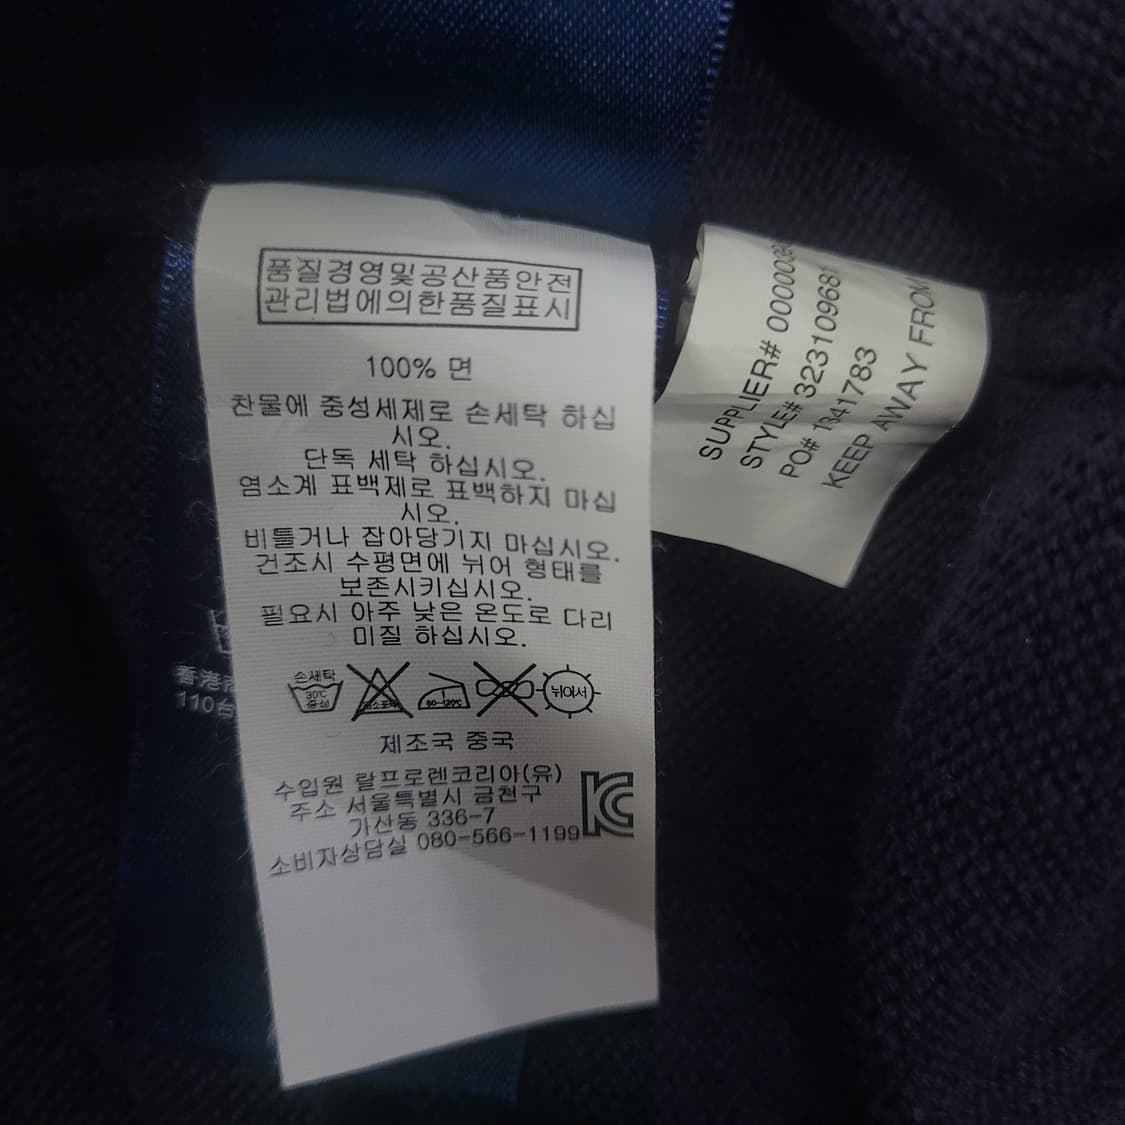 품질경영및공산품안전
관리법에의한품질표시
100% 면
찬물에 중성세제로 손세탁 하십
시오.
단독 세탁 하십시오.
염소계 표백제로 표백하지 마십
시오.
비틀거나 잡아당기지 마십시오.
건조시 수평면에 뉘어 형태를
보존시키십시오.
필요시 아주 낮은 온도로 다리
미질 하십시오.
손세탁
30℃
중성
뉘어서
제조국 중국
수입원 랄프로렌코리아(유)
주소 서울특별시 금천구
가산동 336-7
소비자상담실 080-566-1199
SUPPLIER#
STYLE#
PO# 1341783
KEEP AWAY FROM
香港
110台